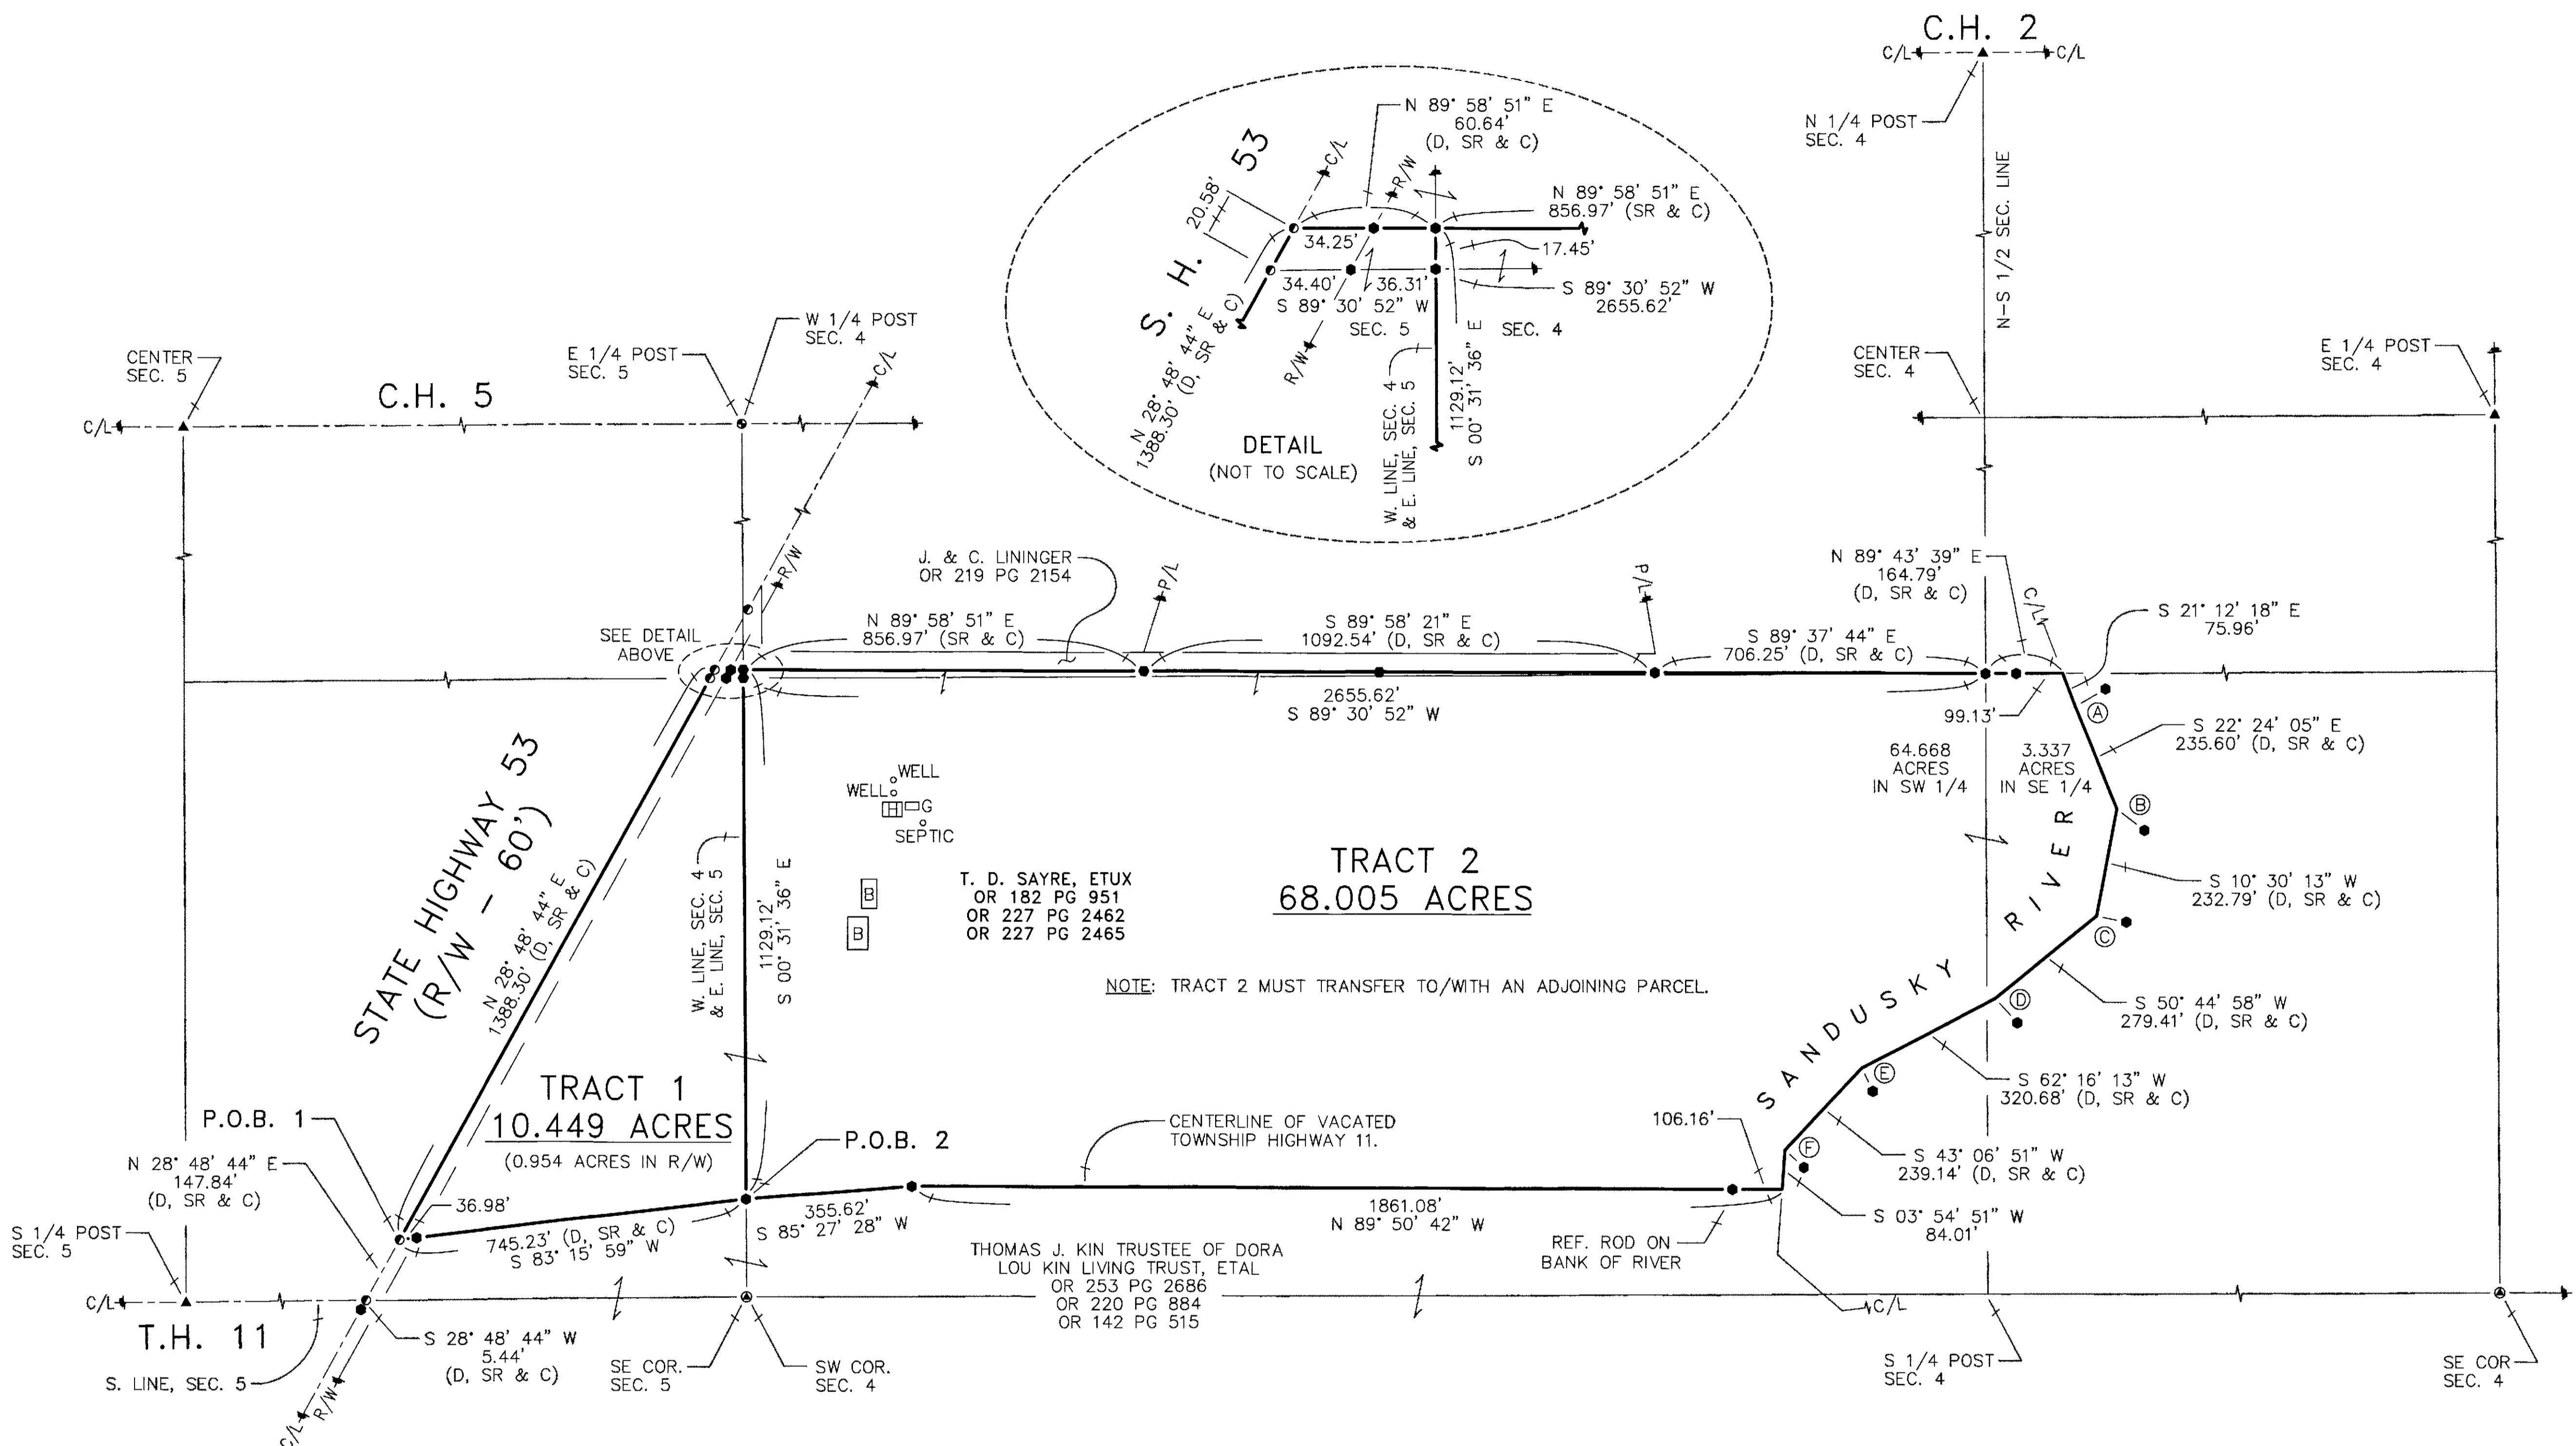 C.H. 2
C/L
C/L
N 1/4 POST
SEC. 4
N-S 1/2 SEC. LINE
N 89° 58' 51" E
60.64'
(D, SR & C)
S. H. 53
C/L
R/W
20.58'
N 89° 58' 51" E
856.97' (SR & C)
34.25'
17.45'
34.40'
36.31'
S 89° 30' 52" W
S 89° 30' 52" W
2655.62'
SEC. 5
SEC. 4
R/W
N 28° 48' 44" E
1388.30' (D, SR & C)
W. LINE, SEC. 4
& E. LINE, SEC. 5
1129.12'
S 00° 31' 36" E
DETAIL
(NOT TO SCALE)
CENTER
SEC. 5
C.H. 5
E 1/4 POST
SEC. 5
W 1/4 POST
SEC. 4
C/L
C/L
CENTER
SEC. 4
E 1/4 POST
SEC. 4
R/W
J. & C. LININGER
OR 219 PG 2154
P/L
P/L
N 89° 43' 39" E
164.79'
(D, SR & C)
C/L
S 21° 12' 18" E
75.96'
SEE DETAIL
ABOVE
N 89° 58' 51" E
856.97' (SR & C)
S 89° 58' 21" E
1092.54' (D, SR & C)
S 89° 37' 44" E
706.25' (D, SR & C)
2655.62'
S 89° 30' 52" W
99.13'
A
S 22° 24' 05" E
235.60' (D, SR & C)
64.668
ACRES
IN SW 1/4
3.337
ACRES
IN SE 1/4
STATE HIGHWAY 53
(R/W - 60')
N 28° 48' 44" E
1388.30' (D, SR & C)
WELL
WELL
H
G
SEPTIC
B
B
W. LINE, SEC. 4
& E. LINE, SEC. 5
1129.12'
S 00° 31' 36" E
T. D. SAYRE, ETUX
OR 182 PG 951
OR 227 PG 2462
OR 227 PG 2465
TRACT 2
68.005 ACRES
NOTE: TRACT 2 MUST TRANSFER TO/WITH AN ADJOINING PARCEL.
SANDUSKY RIVER
B
S 10° 30' 13" W
232.79' (D, SR & C)
C
S 50° 44' 58" W
279.41' (D, SR & C)
D
S 62° 16' 13" W
320.68' (D, SR & C)
E
S 43° 06' 51" W
239.14' (D, SR & C)
F
S 03° 54' 51" W
84.01'
TRACT 1
10.449 ACRES
(0.954 ACRES IN R/W)
P.O.B. 1
P.O.B. 2
CENTERLINE OF VACATED
TOWNSHIP HIGHWAY 11.
106.16'
N 28° 48' 44" E
147.84'
(D, SR & C)
36.98'
745.23' (D, SR & C)
S 83° 15' 59" W
355.62'
S 85° 27' 28" W
1861.08'
N 89° 50' 42" W
REF. ROD ON
BANK OF RIVER
S 1/4 POST
SEC. 5
THOMAS J. KIN TRUSTEE OF DORA
LOU KIN LIVING TRUST, ETAL
OR 253 PG 2686
OR 220 PG 884
OR 142 PG 515
C/L
C/L
T.H. 11
S. LINE, SEC. 5
S 28° 48' 44" W
5.44'
(D, SR & C)
R/W
C/L
SE COR.
SEC. 5
SW COR.
SEC. 4
S 1/4 POST
SEC. 4
SE COR
SEC. 4